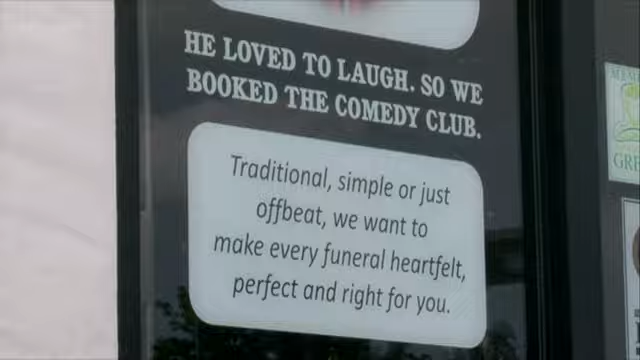 HE LOVED TO LAUGH. SO WE
BOOKED THE COMEDY CLUB.
Traditional, simple or just
offbeat, we want to
make every funeral heartfelt,
perfect and right for you.